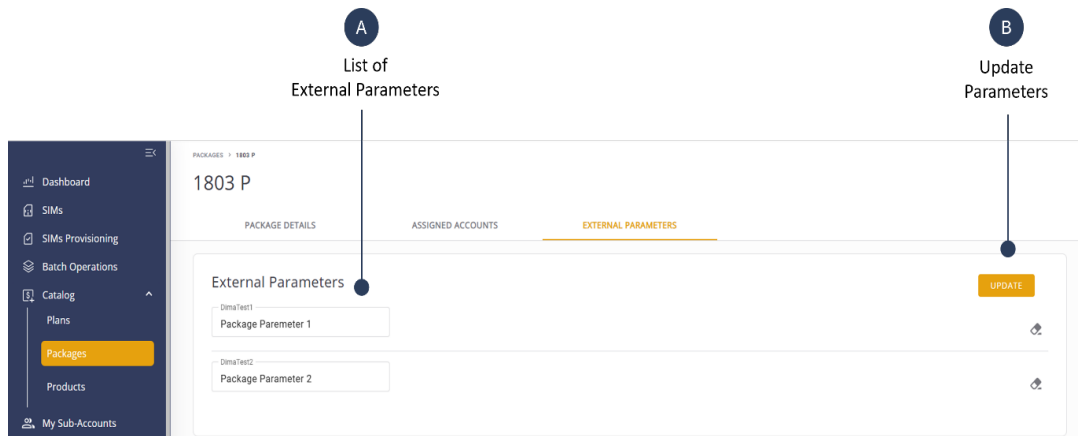 A
B
List of
External Parameters
Update
Parameters
PACKAGES > 1803 P
1803 P
Dashboard
SIMs
SIMs Provisioning
Batch Operations
Catalog
Plans
Packages
Products
My Sub-Accounts
PACKAGE DETAILS
ASSIGNED ACCOUNTS
EXTERNAL PARAMETERS
External Parameters
UPDATE
DimaTest1
Package Paremeter 1
DimaTest2
Package Parameter 2